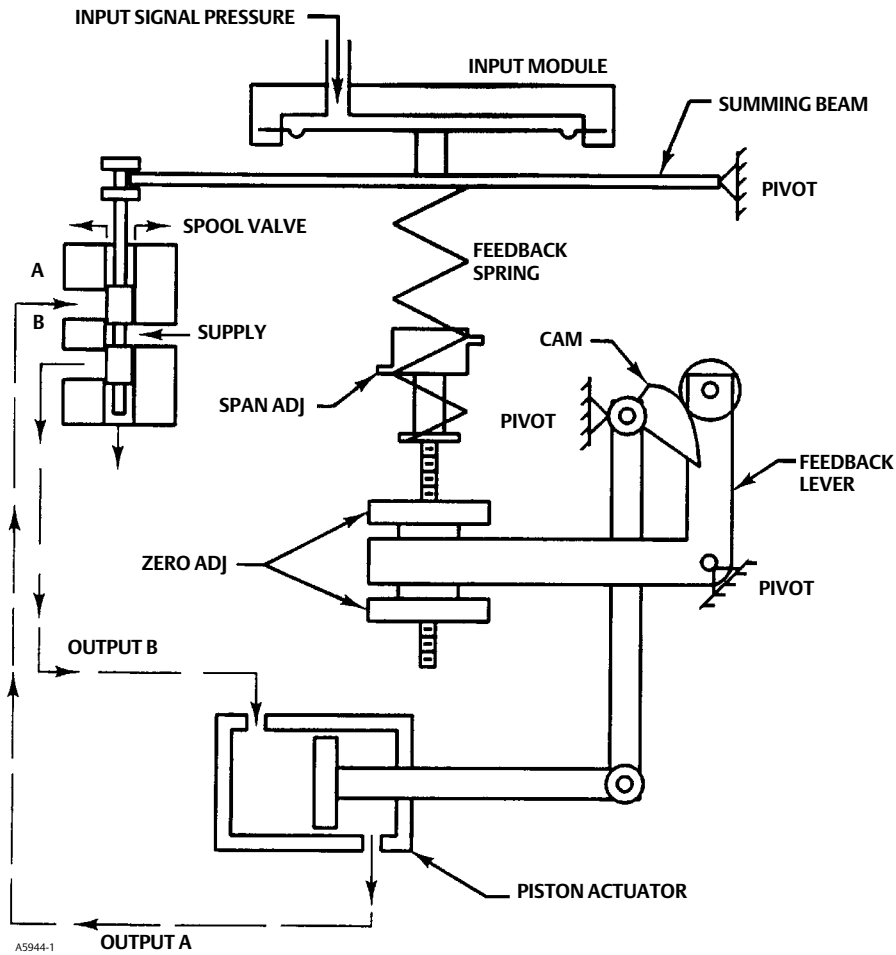 INPUT SIGNAL PRESSURE
INPUT MODULE
SUMMING BEAM
PIVOT
SPOOL VALVE
A
FEEDBACK
SPRING
B
SUPPLY
CAM
SPAN ADJ
PIVOT
FEEDBACK
LEVER
ZERO ADJ
PIVOT
OUTPUT B
PISTON ACTUATOR
A5944-1
OUTPUT A